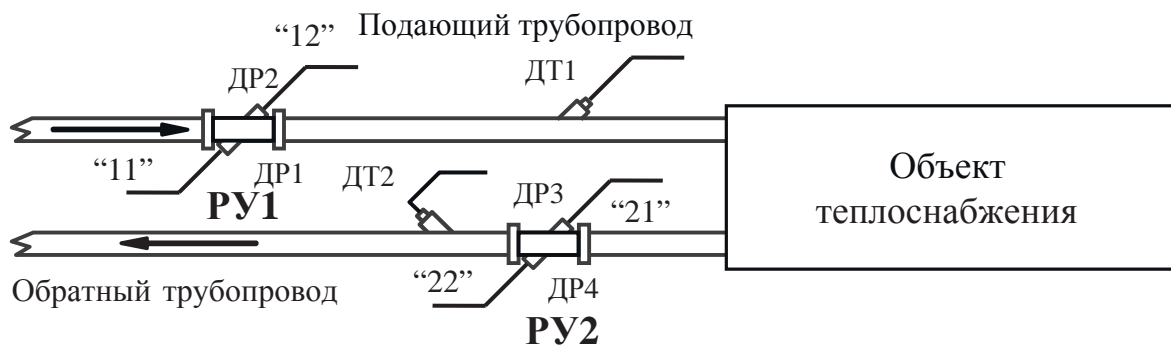 “12”
Подающий трубопровод
ДР2
ДТ1
“11”
ДР1
РУ1
ДТ2
ДР3
“21”
Объект
теплоснабжения
“22”
ДР4
Обратный трубопровод
РУ2